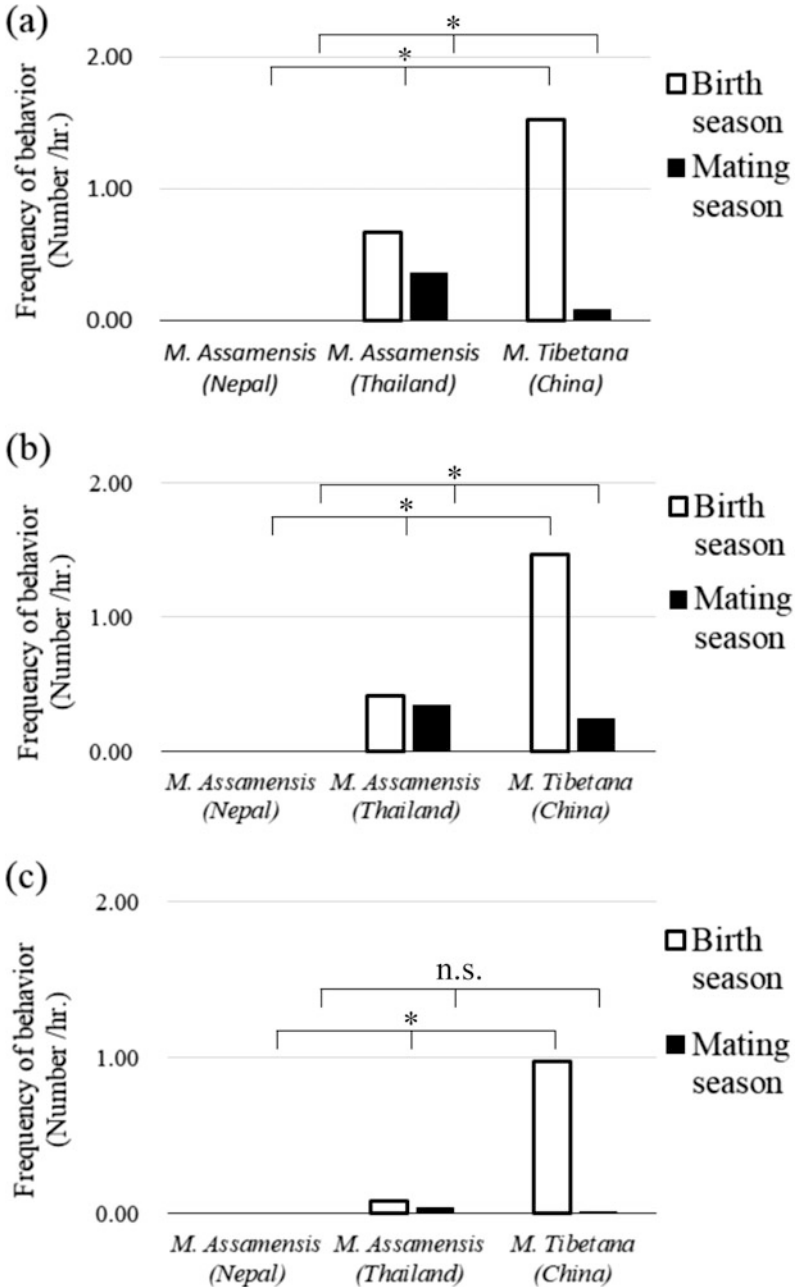 (a)
*
*
2.00
1.00
0.00
Frequency of behavior
(Number /hr.)
Birth
season
Mating
season
M. Assamensis
(Nepal)
M. Assamensis
(Thailand)
M. Tibetana
(China)
(b)
*
*
2.00
1.00
0.00
Frequency of behavior
(Number /hr.)
Birth
season
Mating
season
M. Assamensis
(Nepal)
M. Assamensis
(Thailand)
M. Tibetana
(China)
(c)
n.s.
*
2.00
1.00
0.00
Frequency of behavior
(Number /hr.)
Birth
season
Mating
season
M. Assamensis
(Nepal)
M. Assamensis
(Thailand)
M. Tibetana
(China)